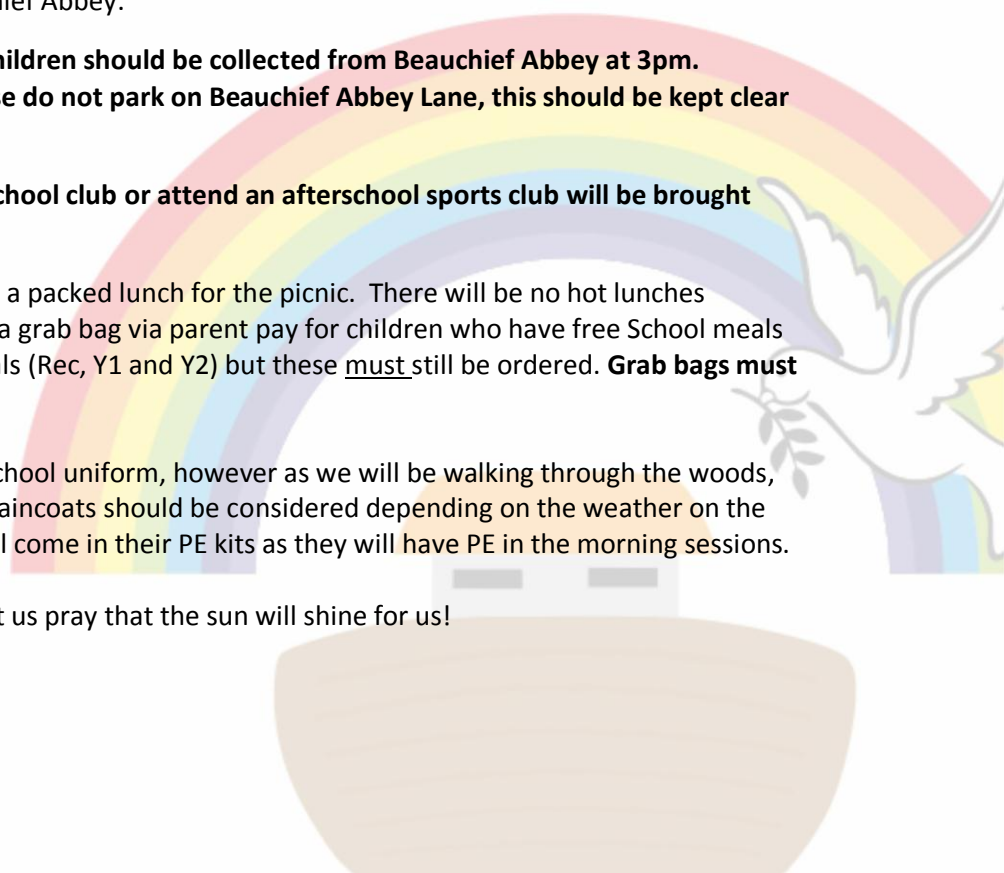 ief Abbey.
hildren should be collected from Beauchief Abbey at 3pm.
se do not park on Beauchief Abbey Lane, this should be kept clear
chool club or attend an afterschool sports club will be brought
a packed lunch for the picnic. There will be no hot lunches
a grab bag via parent pay for children who have free School meals
ls (Rec, Y1 and Y2) but these must still be ordered. Grab bags must
chool uniform, however as we will be walking through the woods,
aincoats should be considered depending on the weather on the
l come in their PE kits as they will have PE in the morning sessions.
t us pray that the sun will shine for us!